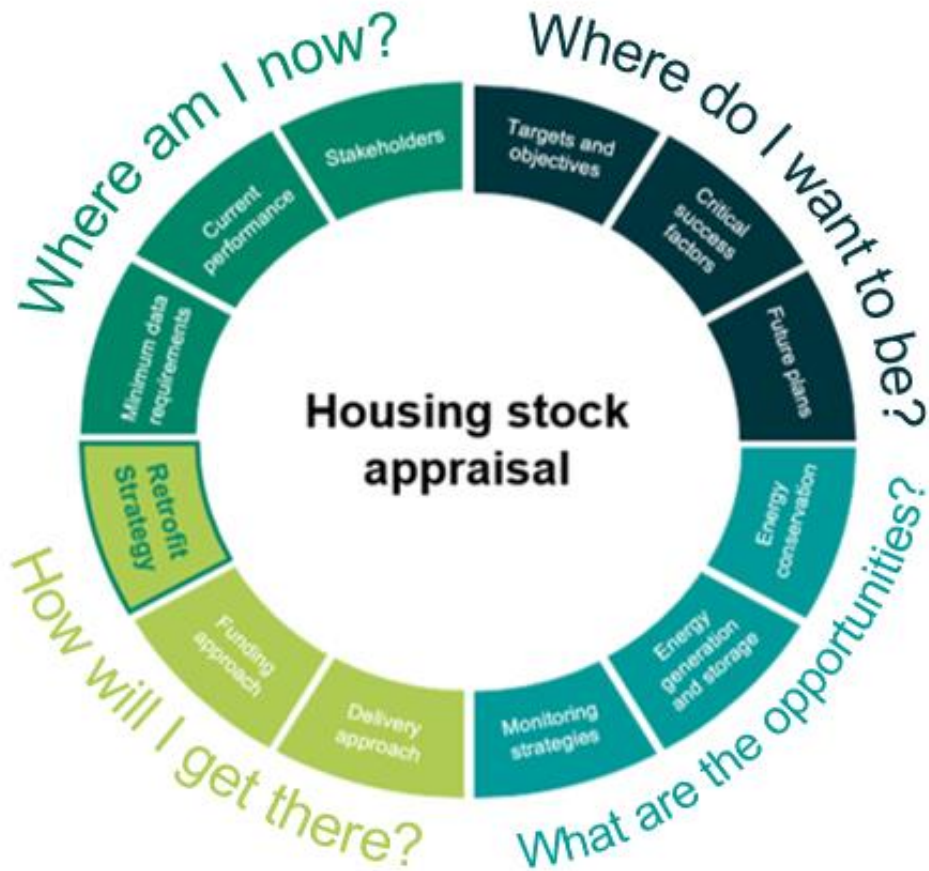 Where am I now?
Where do I want to be?
Stakeholders
Targets and
objectives
Current
performance
Critical
success
factors
Minimum data
requirements
Future plans
Housing stock
appraisal
Retrofit
Strategy
Energy
conservation
Funding
approach
Energy
generation
and storage
Delivery
approach
Monitoring
strategies
How will I get there?
What are the opportunities?